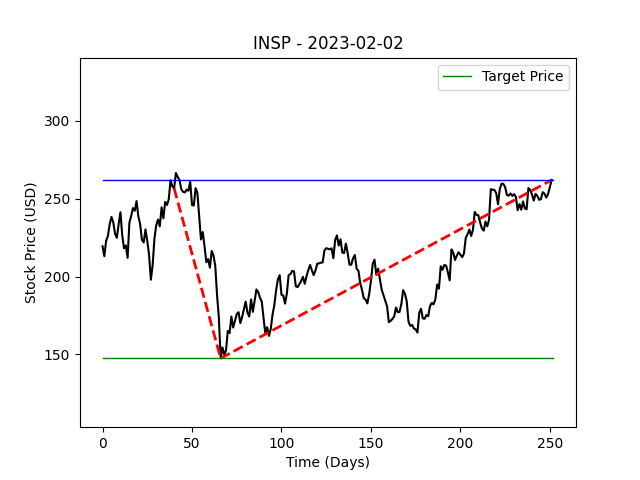 INSP - 2023-02-02
Target Price
Stock Price (USD)
300
250
200
150
0 50 100 150 200 250
Time (Days)